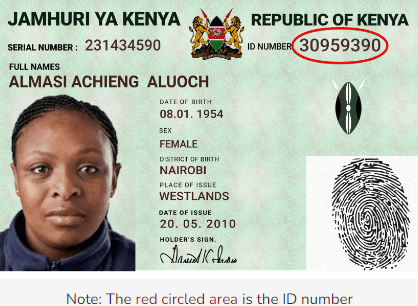 JAMHURI YA KENYA
REPUBLIC OF KENYA
SERIAL NUMBER : 231434590
ID NUMBER 30959390
FULL NAMES
ALMASI ACHIENG ALUOCH
DATE OF BIRTH
08.01. 1954
SEX
FEMALE
DISTRICT OF BIRTH
NAIROBI
PLACE OF ISSUE
WESTLANDS
DATE OF ISSUE
20. 05. 2010
HOLDER'S SIGN.
Note: The red circled area is the ID number